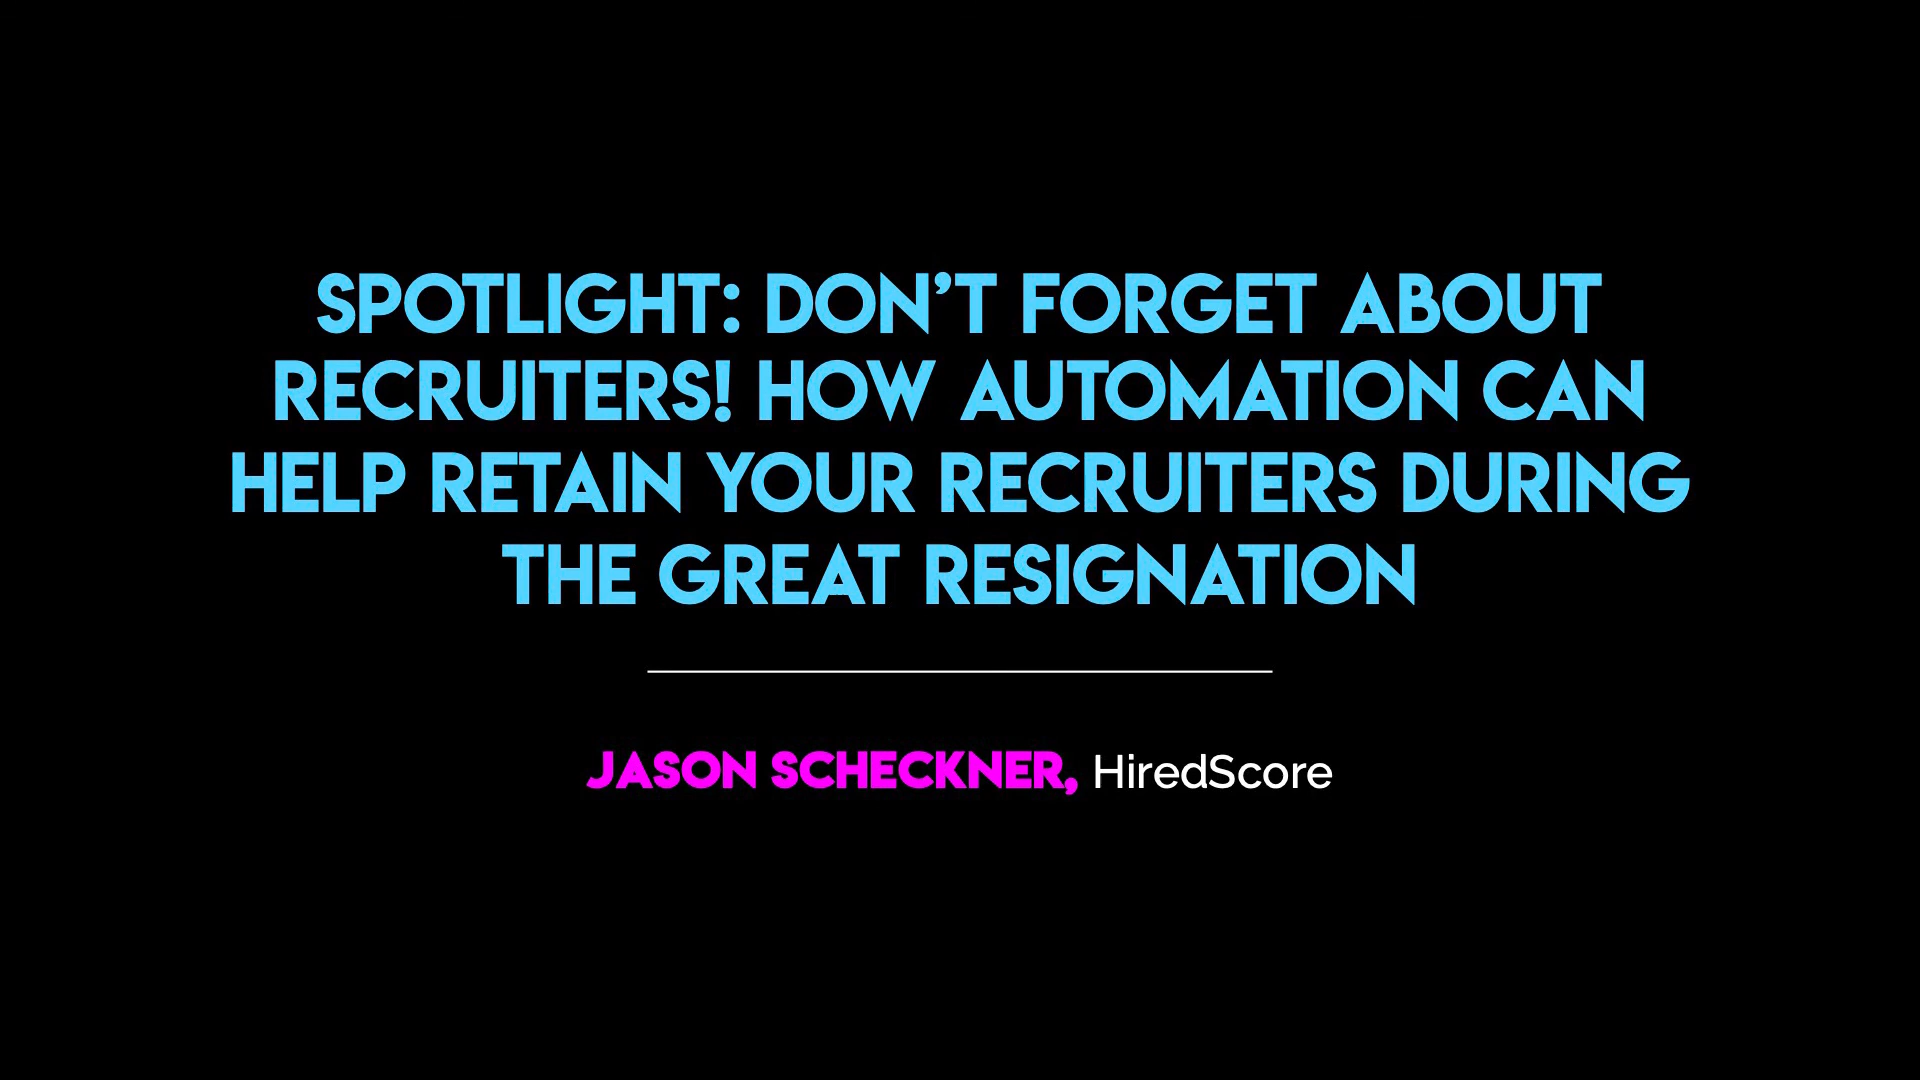 SPOTLIGHT: DON’T FORGET ABOUT
RECRUITERS! HOW AUTOMATION CAN
HELP RETAIN YOUR RECRUITERS DURING
THE GREAT RESIGNATION
JASON SCHECKNER, HiredScore